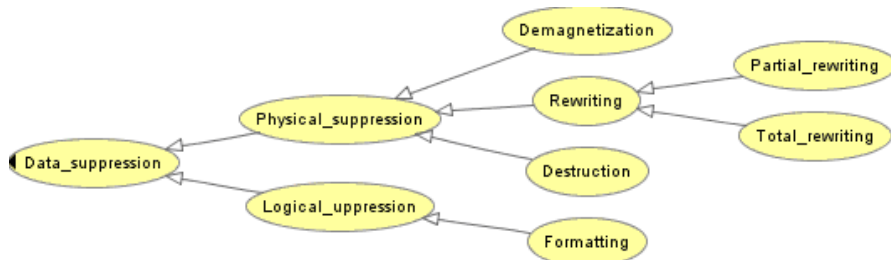 Demagnetization
Partial_rewriting
Rewriting
Physical_suppression
Total_rewriting
Data_suppression
Destruction
Logical_uppression
Formatting